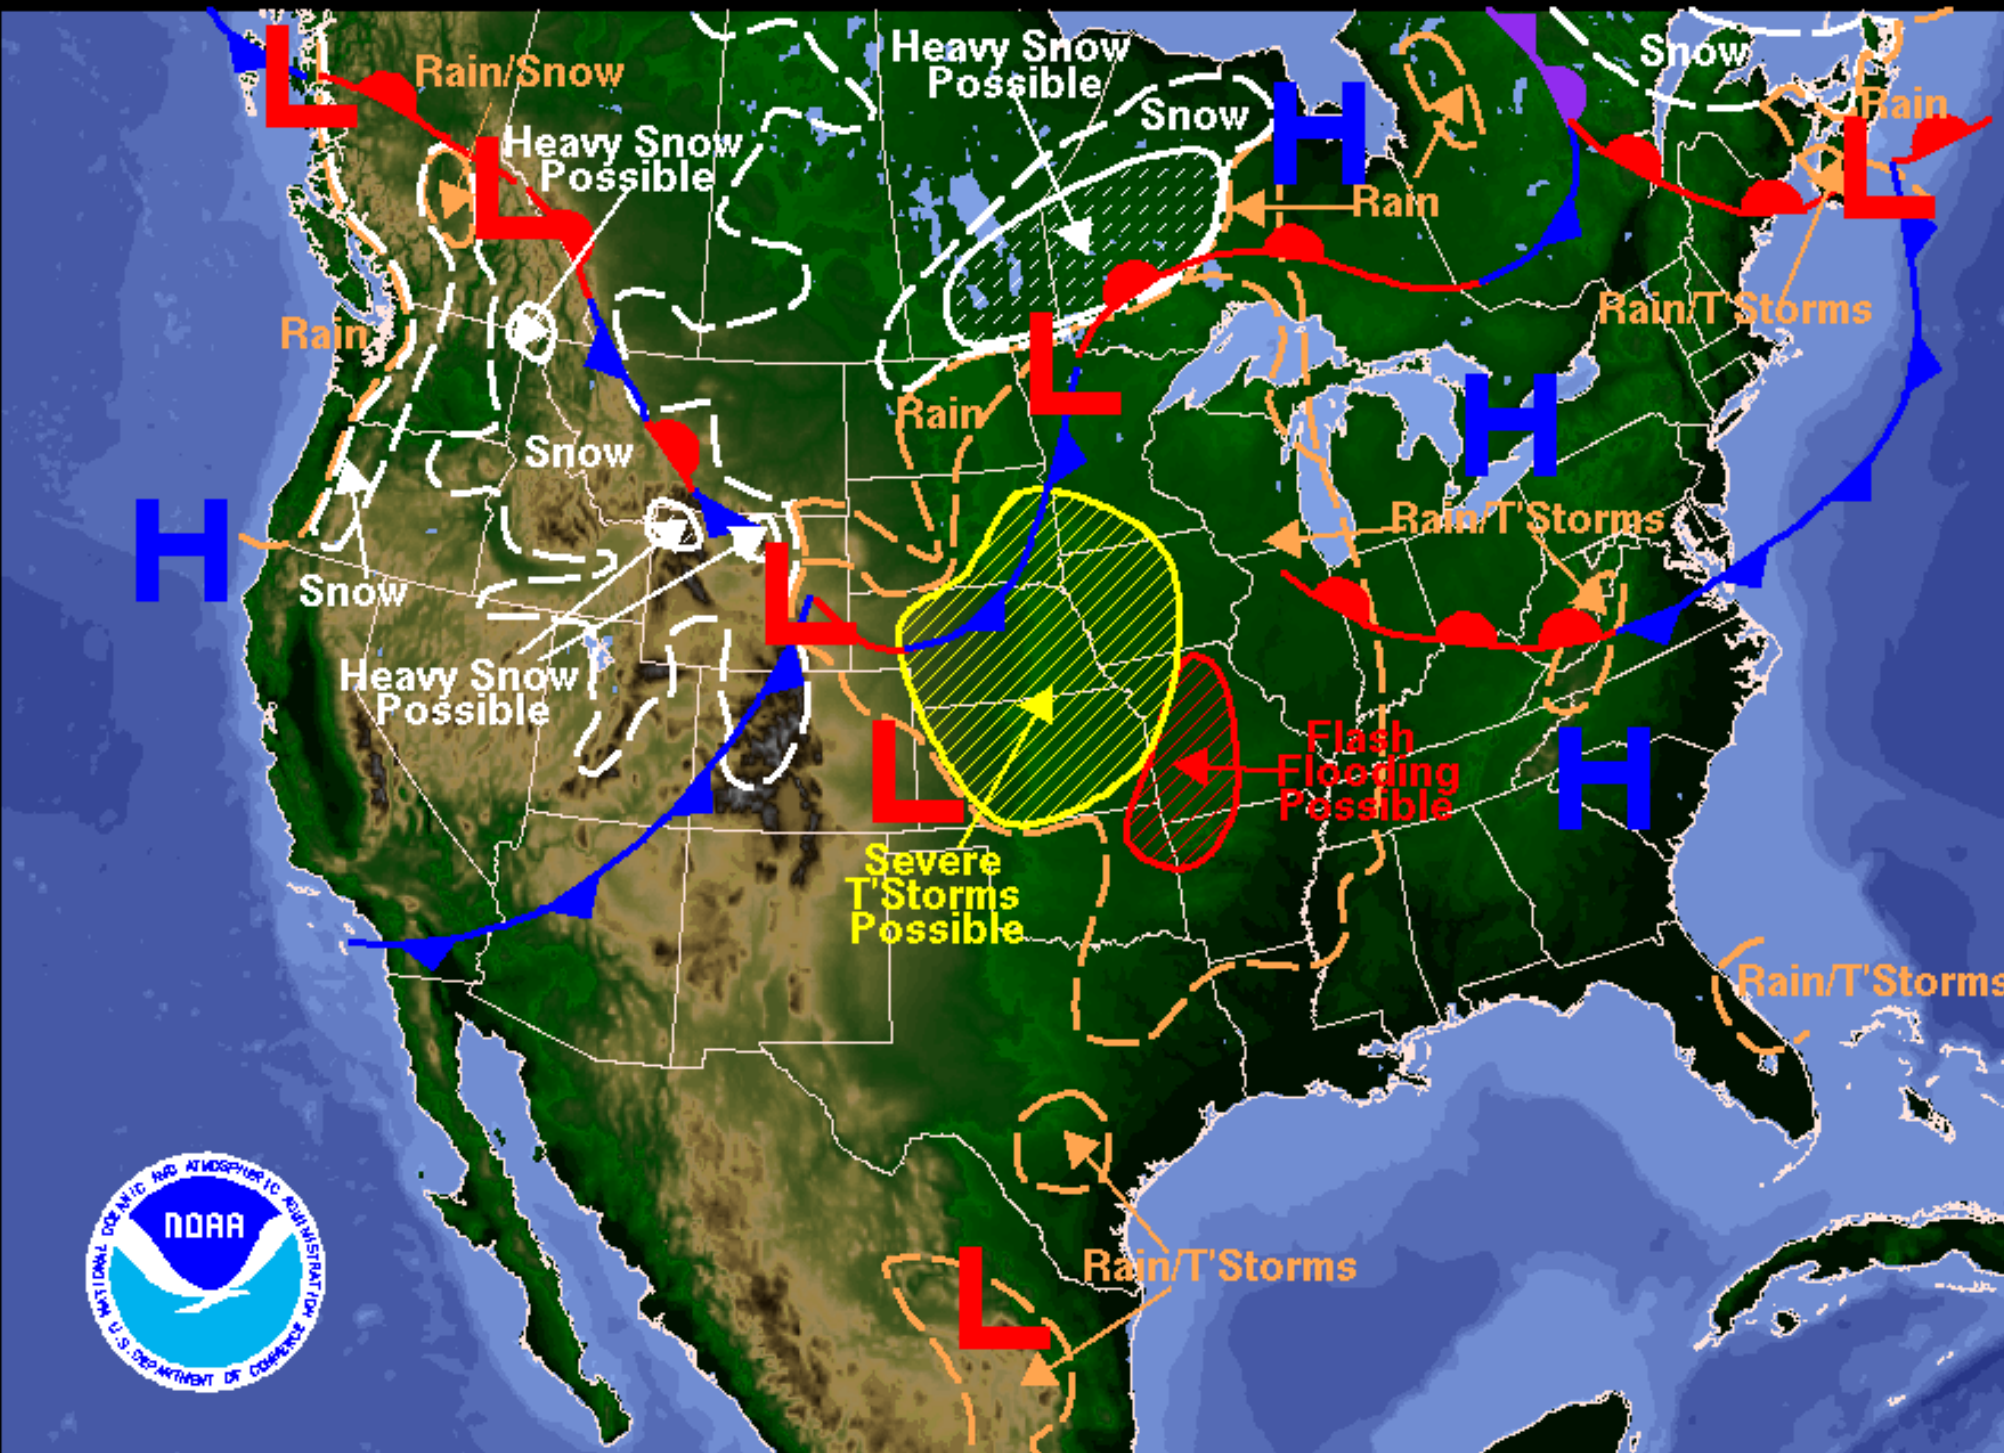 Heavy Snow
Possible
Snow
Snow
Rain/Snow
Rain
H
L
Heavy Snow
Possible
L
L
Rain
Rain/T'Storms
Rain
L
H
Rain
Snow
Rain/T'Storms
H
Snow
L
Heavy Snow
Possible
L
Flash
Flooding
Possible
H
Severe
T'Storms
Possible
Rain/T'Storms
Rain/T'Storms
L
NATIONAL OCEANIC AND ATMOSPHERIC ADMINISTRATION
NOAA
U.S. DEPARTMENT OF COMMERCE